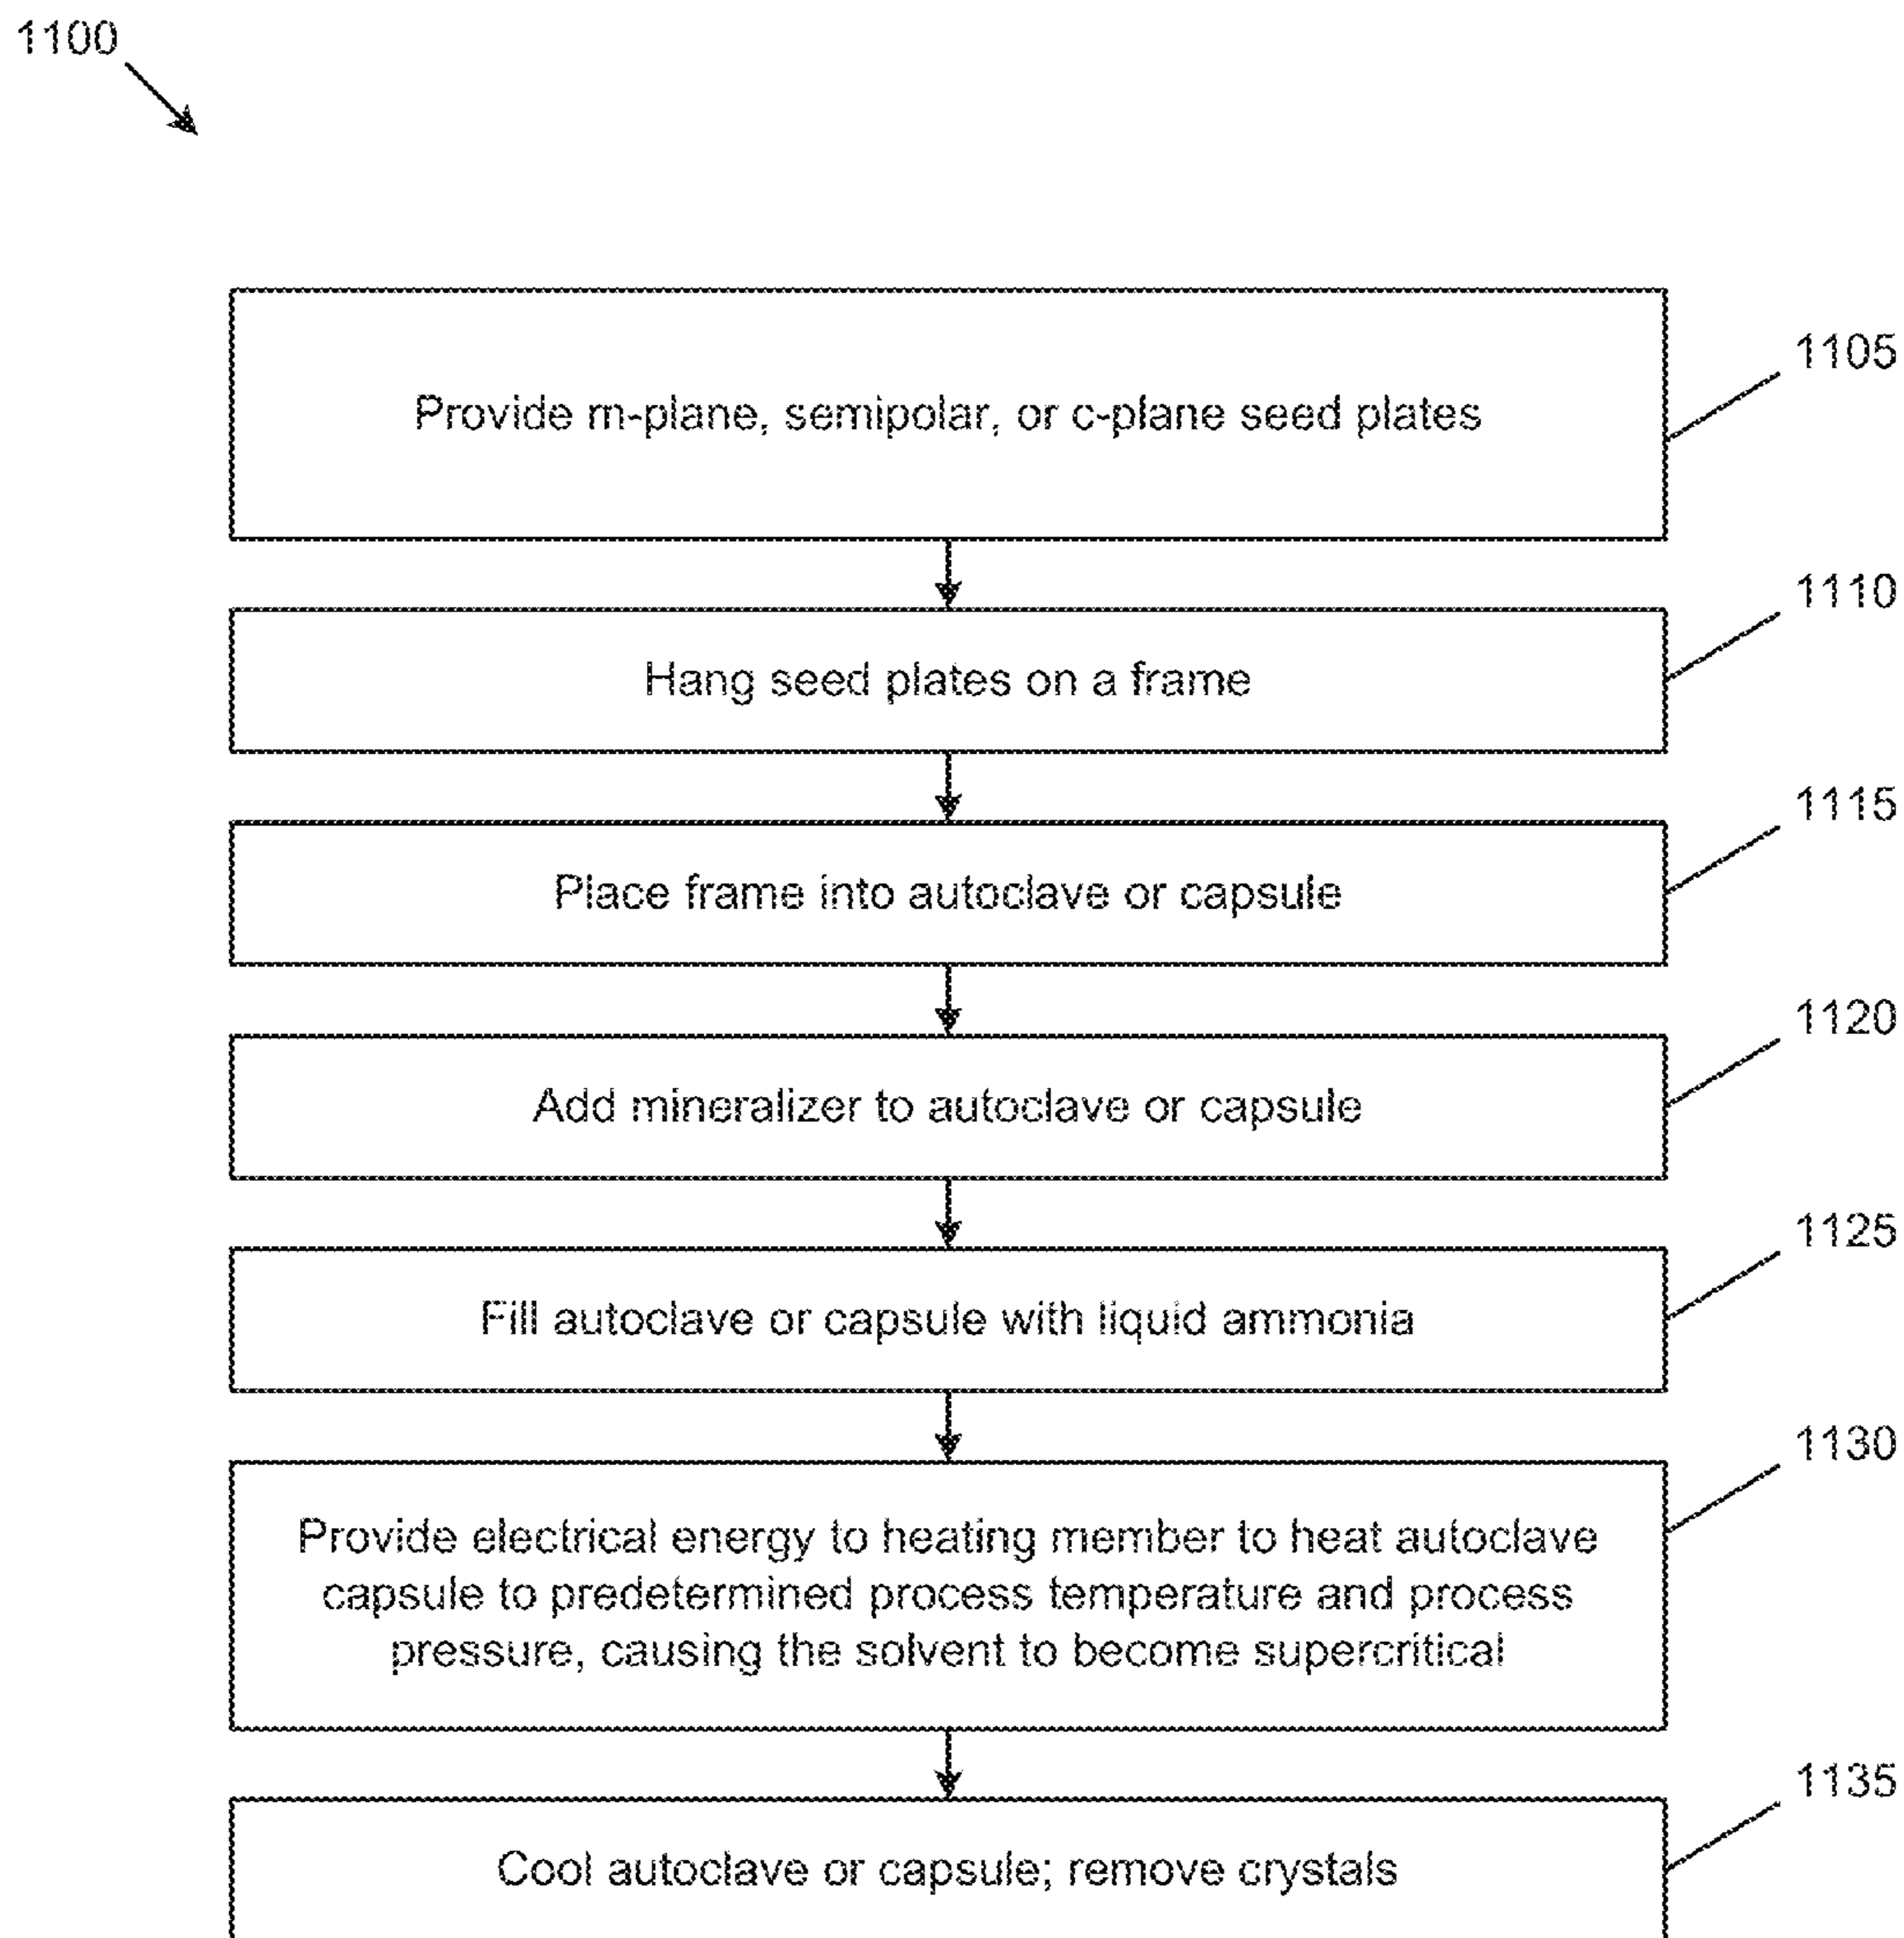 1100
Provide m-plane, semipolar, or c-plane seed plates
1105
Hang seed plates on a frame
1110
Place frame into autoclave or capsule
1115
Add mineralizer to autoclave or capsule
1120
Fill autoclave or capsule with liquid ammonia
1125
Provide electrical energy to heating member to heat autoclave
capsule to predetermined process temperature and process
pressure, causing the solvent to become supercritical
1130
Cool autoclave or capsule; remove crystals
1135